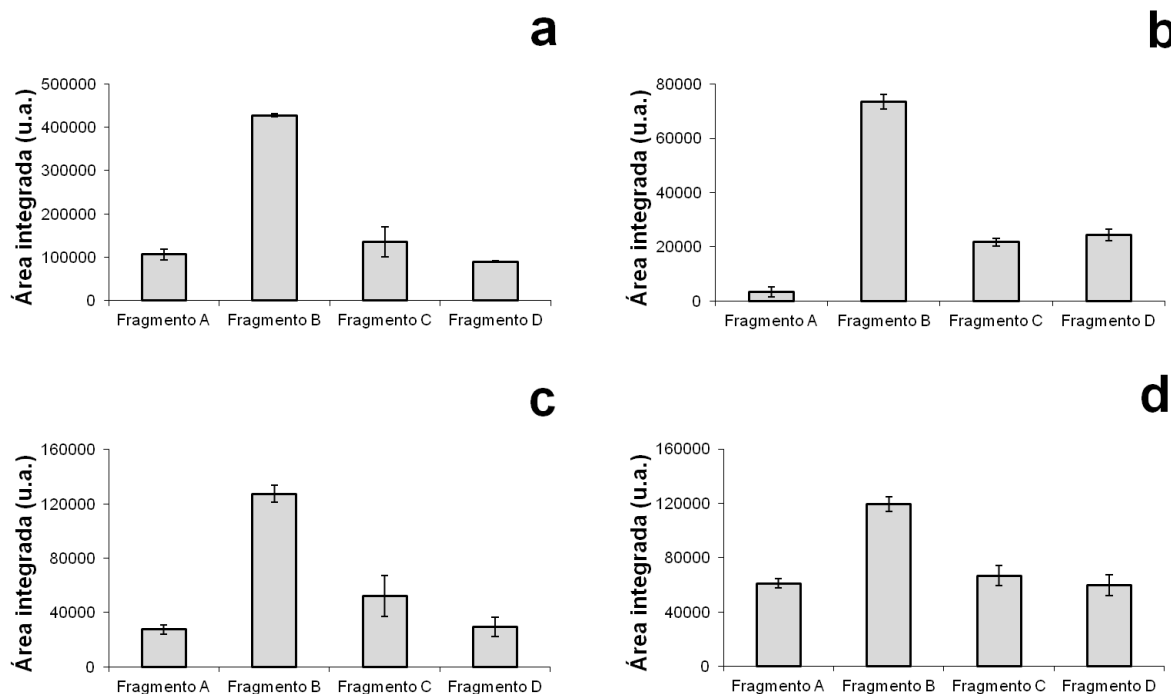 a
Área integrada (u.a.)
500000
400000
300000
200000
100000
0
Fragmento A Fragmento B Fragmento C Fragmento D
b
Área integrada (u.a.)
80000
60000
40000
20000
0
Fragmento A Fragmento B Fragmento C Fragmento D
c
Área integrada (u.a.)
160000
120000
80000
40000
0
Fragmento A Fragmento B Fragmento C Fragmento D
d
Área integrada (u.a.)
160000
120000
80000
40000
0
Fragmento A Fragmento B Fragmento C Fragmento D